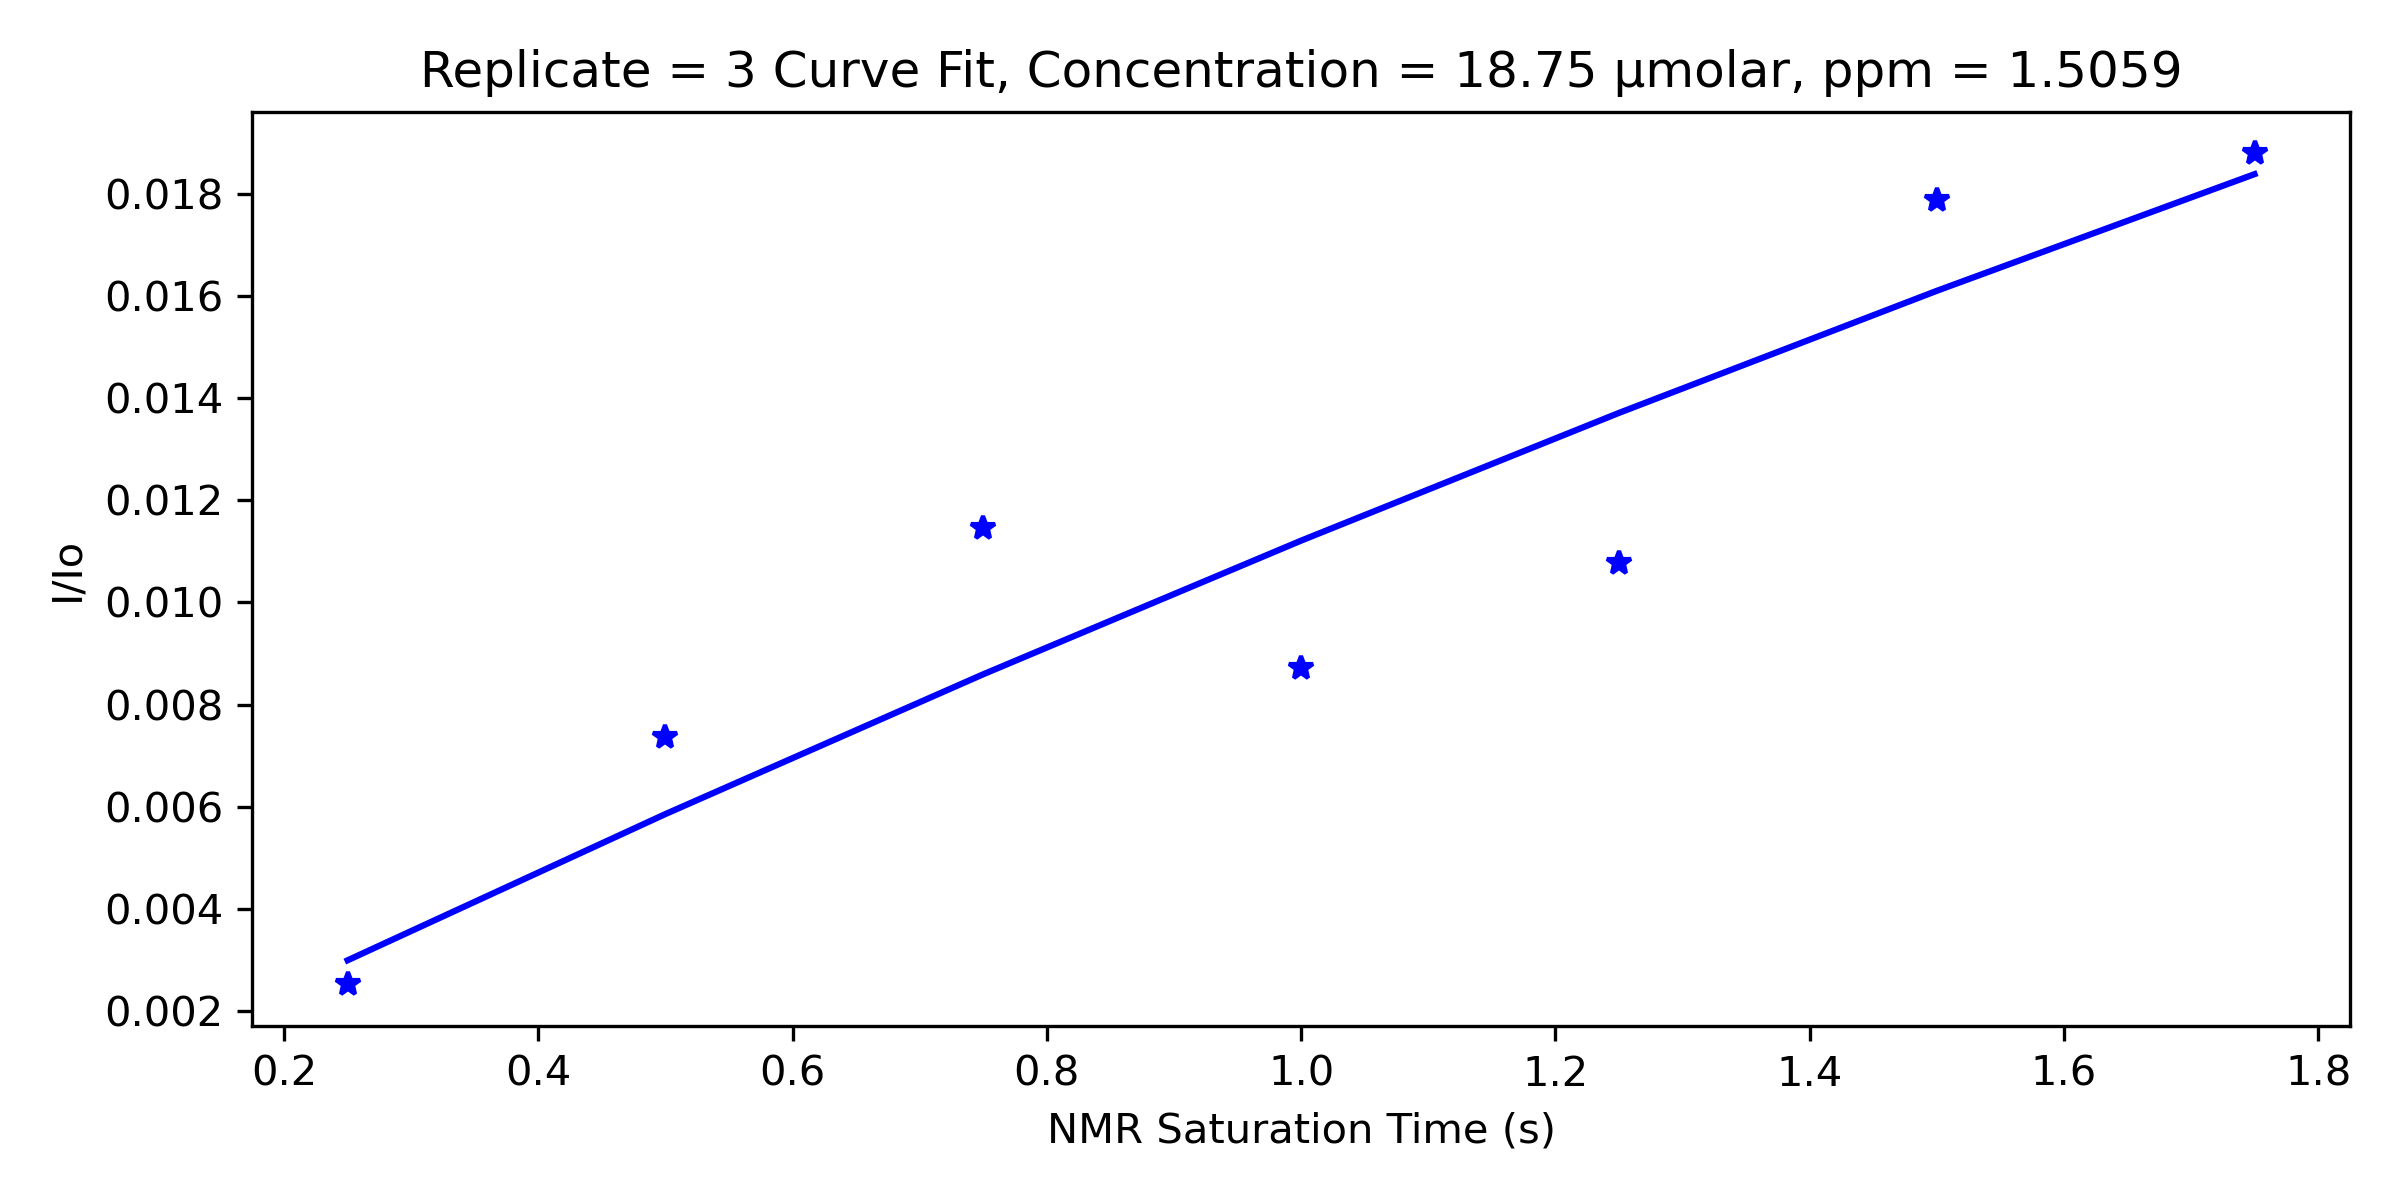 Replicate = 3 Curve Fit, Concentration = 18.75 µmolar, ppm = 1.5059
0.018
0.016
0.014
0.012
0.010
0.008
0.006
0.004
0.002
I/Io
0.2 0.4 0.6 0.8 1.0 1.2 1.4 1.6 1.8
NMR Saturation Time (s)